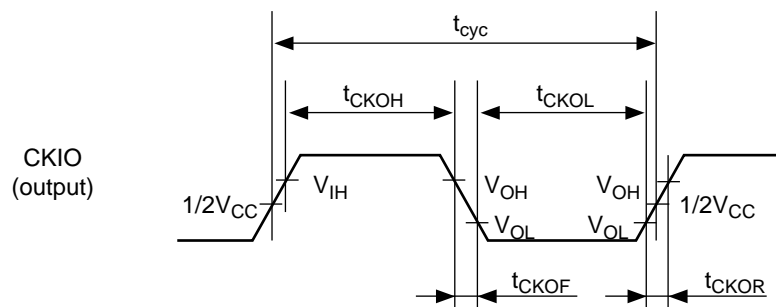 tcyc
tCKOH
tCKOL
CKIO
(output)
1/2VCC
VIH
VOH
VOL
VOH
VOL
1/2VCC
tCKOF
tCKOR